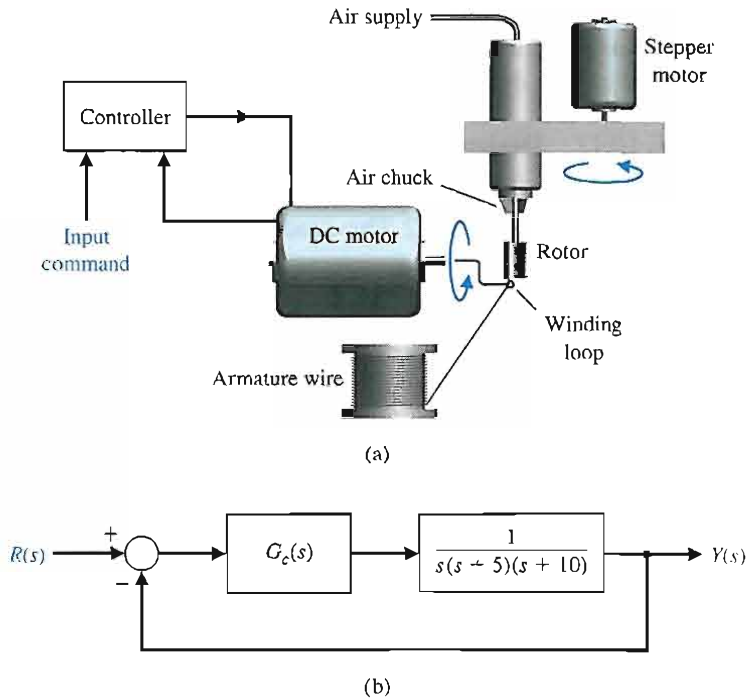 Air supply
Stepper
motor
Controller
Air chuck
Input
command
DC motor
Rotor
Winding
loop
Armature wire
(a)
+
R(s)
G_c(s)
1
s(s + 5)(s + 10)
Y(s)
−
(b)